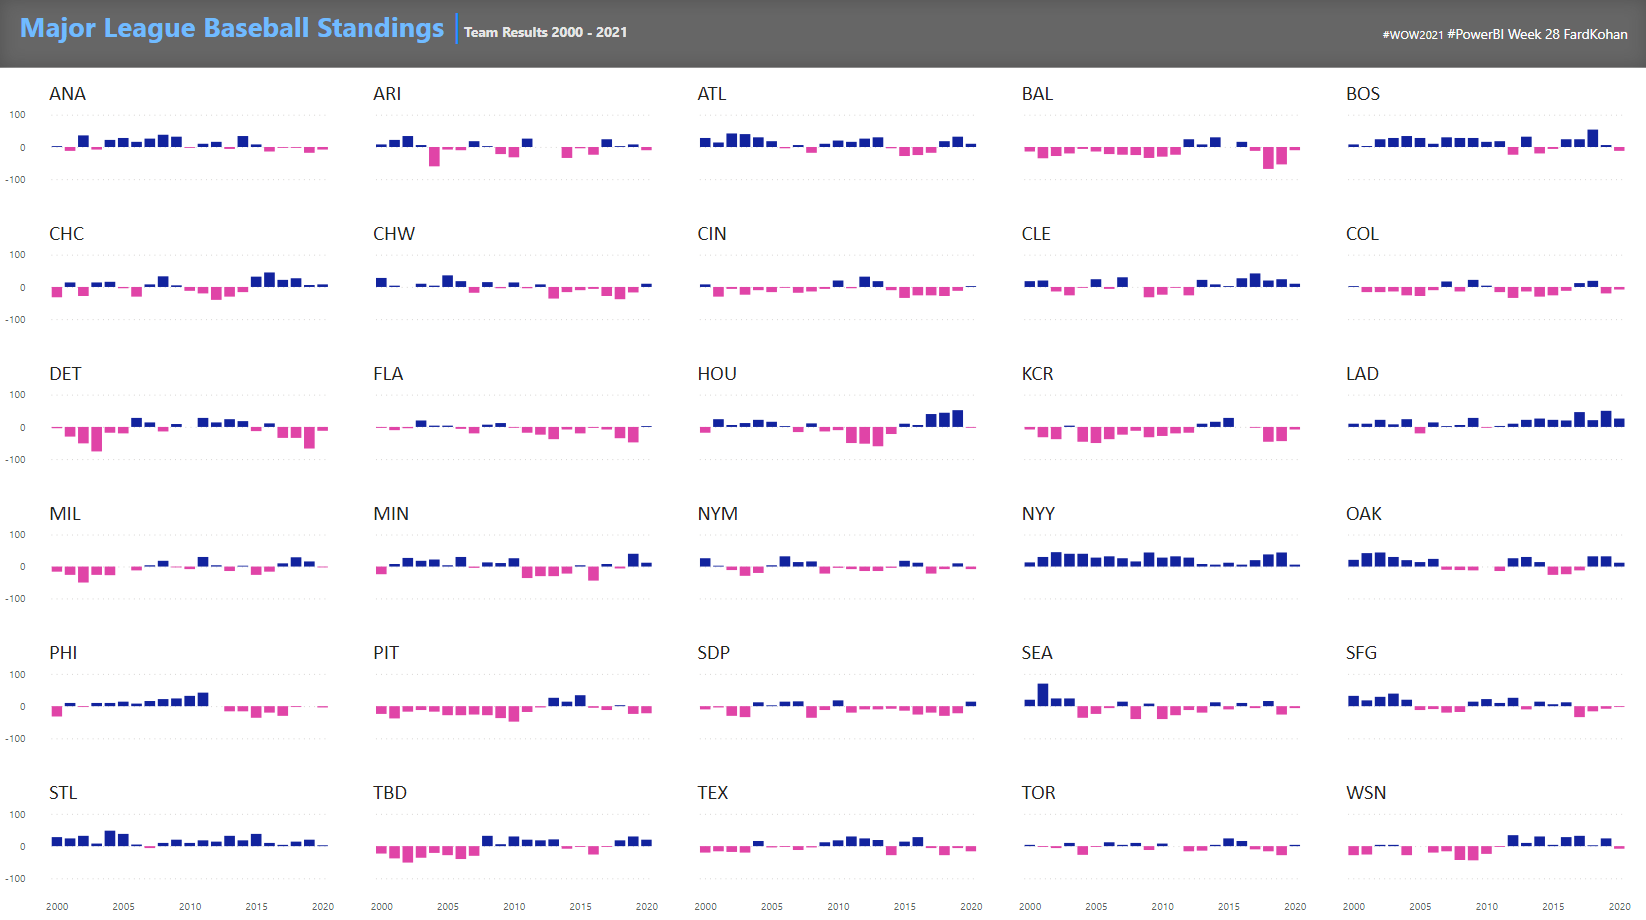 Major League Baseball Standings | Team Results 2000 - 2021
#WOW2021 #PowerBI Week 28 FardKohan
ANA ARI ATL BAL BOS
100
0
-100
CHC CHW CIN CLE COL
100
0
-100
DET FLA HOU KCR LAD
100
0
-100
MIL MIN NYM NYY OAK
100
0
-100
PHI PIT SDP SEA SFG
100
0
-100
STL TBD TEX TOR WSN
100
0
-100
2000 2005 2010 2015 2020 2000 2005 2010 2015 2020 2000 2005 2010 2015 2020 2000 2005 2010 2015 2020 2000 2005 2010 2015 2020